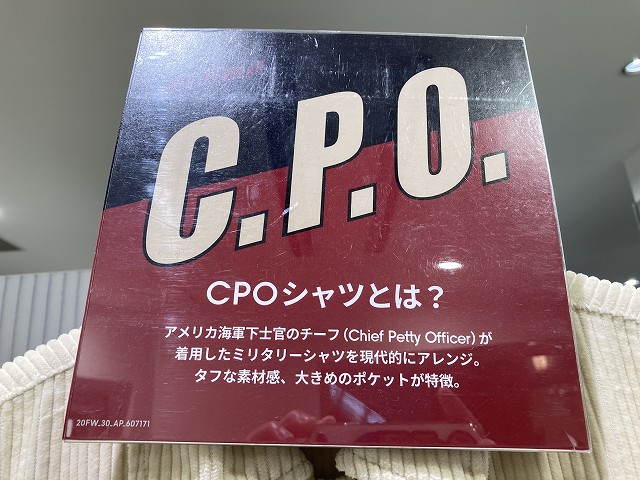 C.P.O.
CPOシャツとは？
アメリカ海軍下士官のチーフ（Chief Petty Officer）が
着用したミリタリーシャツを現代的にアレンジ。
タフな素材感、大きめのポケットが特徴。
20FW_30_AP_607171